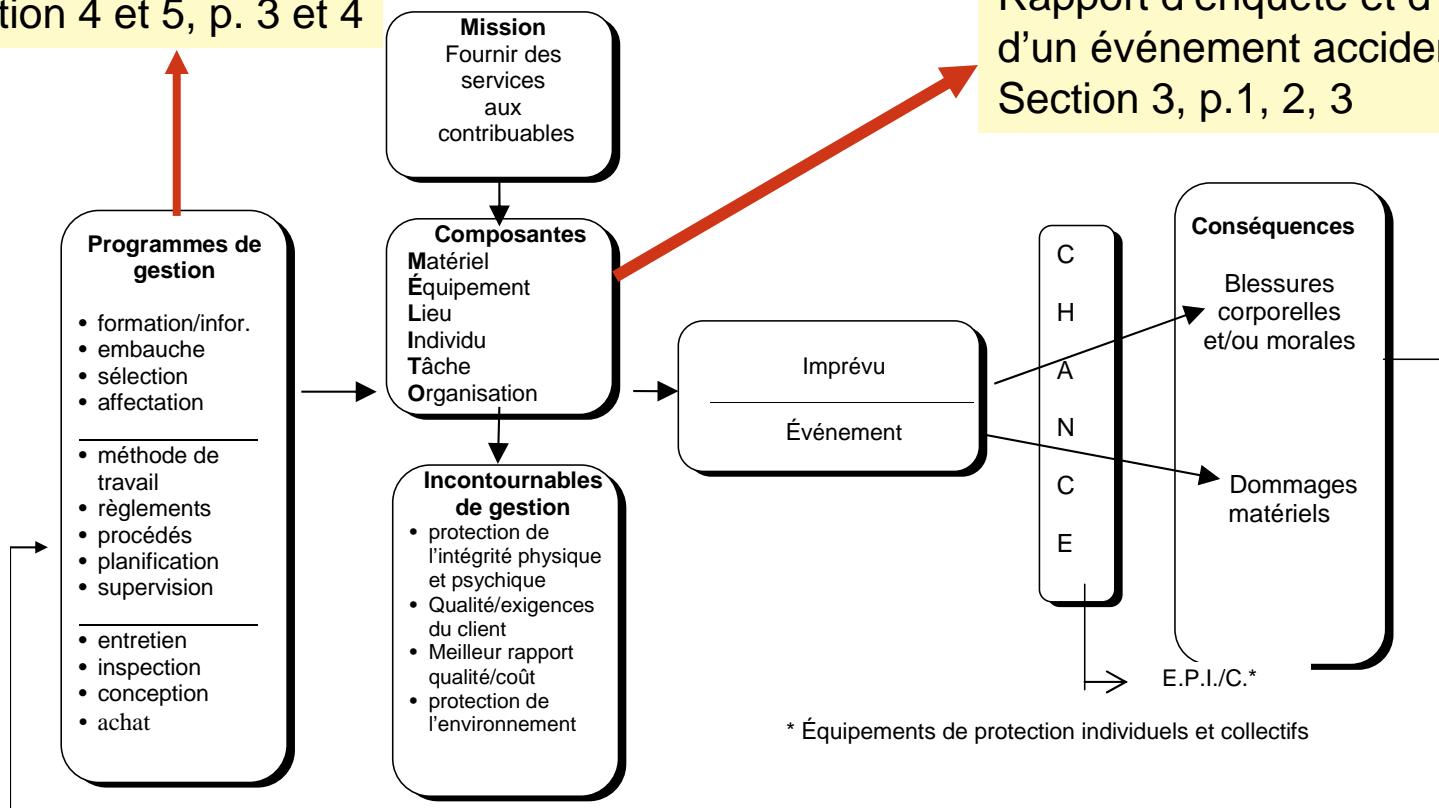 tion 4 et 5, p. 3 et 4
Mission
Fournir des
services
aux
contribuables
d'un événement
Section 3, p.1, 2, 3
Programmes de
gestion
• formation/infor.
• embauche
• sélection
• affectation
• méthode de
travail
• règlements
• procédés
• planification
• supervision
• entretien
• inspection
• conception
• achat
Composantes
Matériel
Équipement
Lieu
Individu
Tâche
Organisation
Incontournables
de gestion
• protection de
l'intégrité physique
et psychique
• Qualité/exigences
du client
• Meilleur rapport
qualité/coût
• protection de
l'environnement
Imprévu
Événement
C
H
A
N
C
E
Conséquences
Blessures
corporelles
et/ou morales
Dommages
matériels
E.P.I./C.*
* Équipements de protection individuels et collectifs